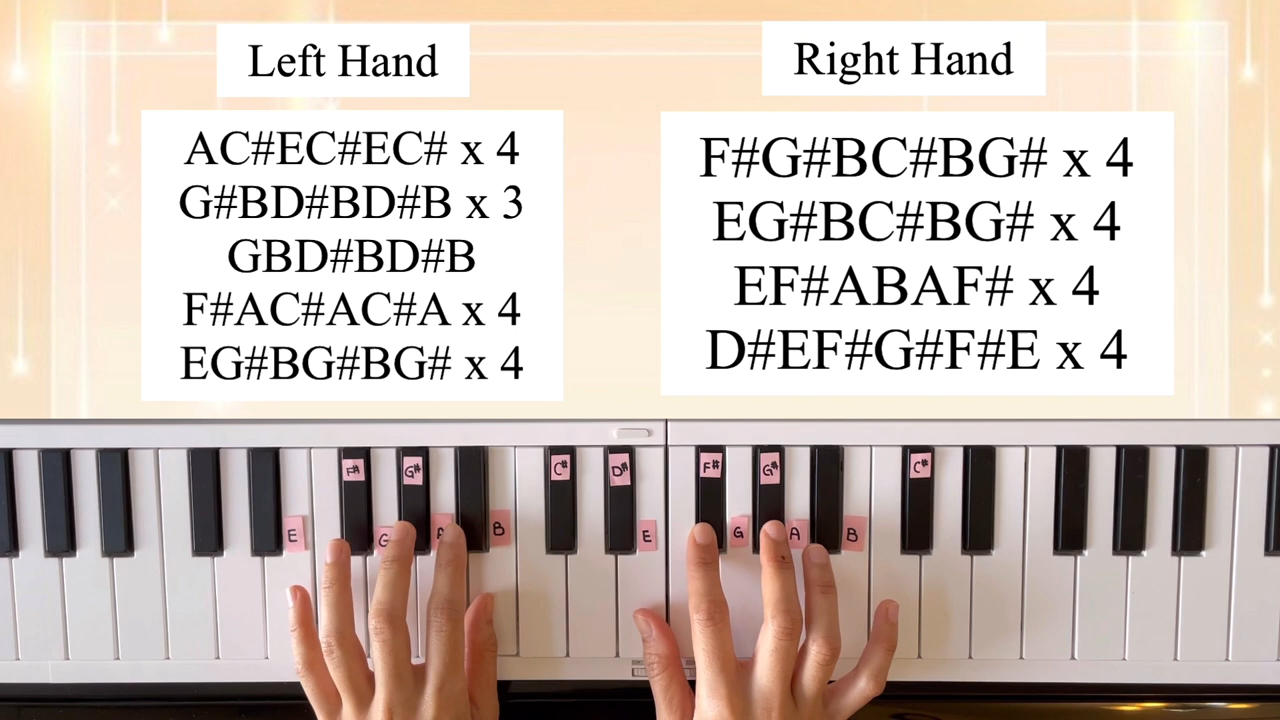 Left Hand
AC#EC#EC# x 4
G#BD#BD#B x 3
GBD#BD#B
F#AC#AC#A x 4
EG#BG#BG# x 4
Right Hand
F#G#BC#BG# x 4
EG#BC#BG# x 4
EF#ABAF# x 4
D#EF#G#F#E x 4
F# G# C# D# F# G# C#
E G A B E G A B